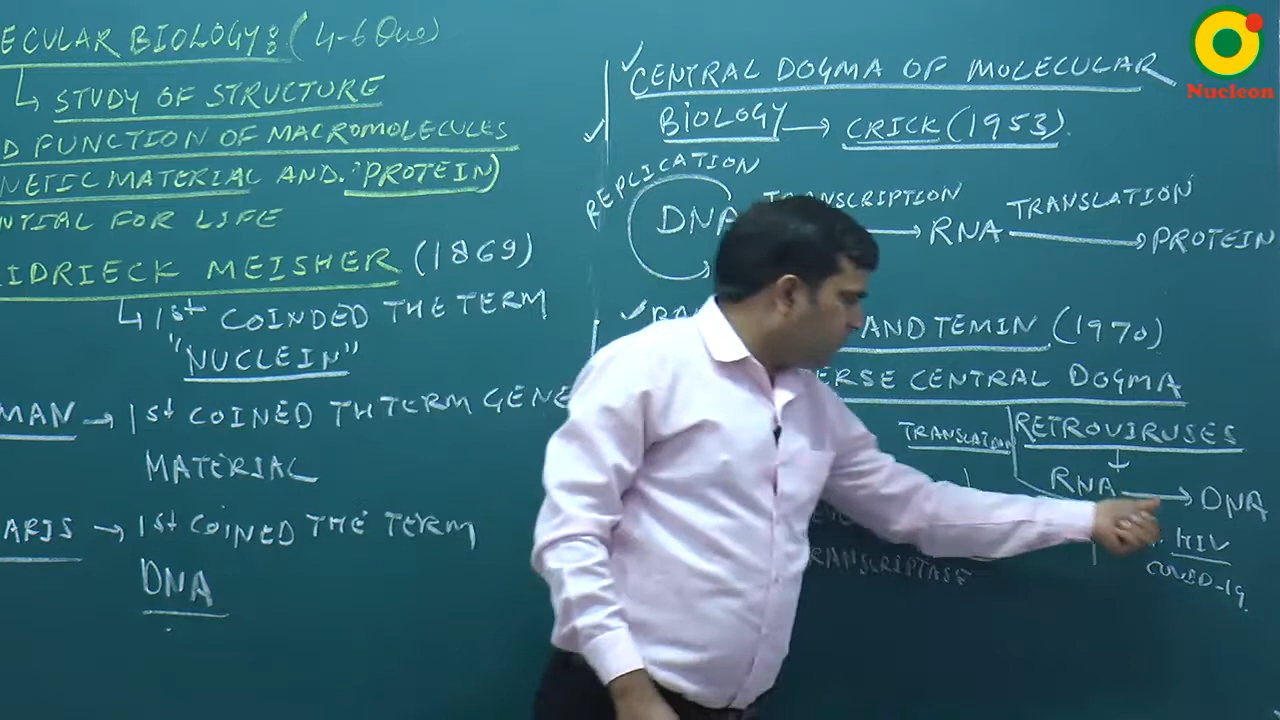 ECULAR BIOLOGY: (4-6 Que)
STUDY OF STRUCTURE
D FUNCTION OF MACROMOLECULES
NETIC MATERIAL AND PROTEIN)
NTIAL FOR LIFE
IDRIECK MEISHER (1869)
1st COINDED THE TERM
"NUCLEIN"
MAN → 1st COINED TH TERM GENE
MATERIAL
ARIS → 1st COINED THE TERM
DNA
CENTRAL DOGMA OF MOLECULAR
BIOLOGY → CRICK (1953).
REPLICATION
TRANSCRIPTION TRANSLATION
DNA → RNA → PROTEIN
AND TEMIN (1970)
ERSE CENTRAL DOGMA
TRANSLATION RETROVIRUSES
RNA → DNA
HIV
COVID-19
RANSCRIPTASE
Nucleon